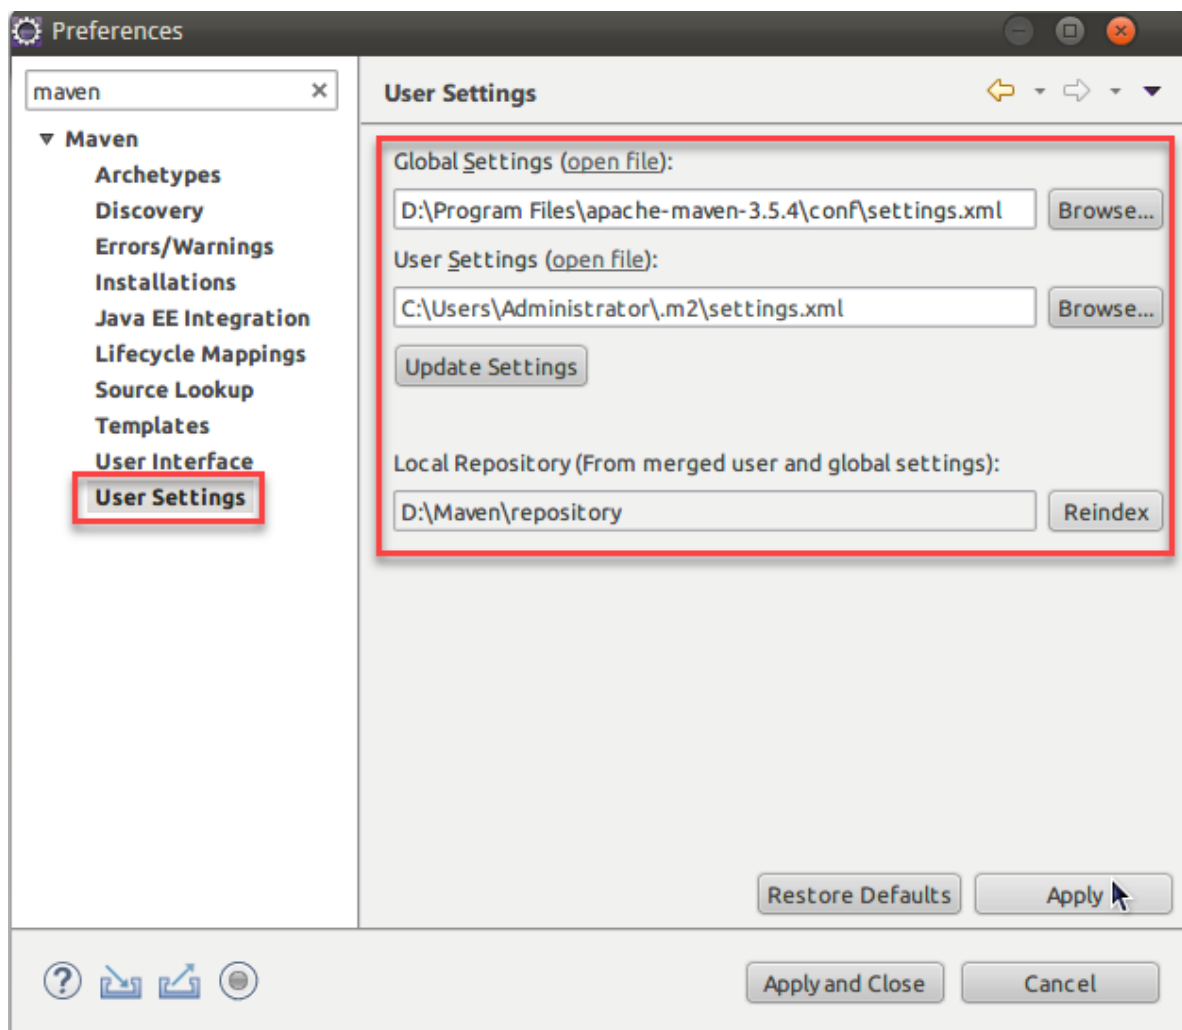 Preferences
maven
Maven
Archetypes
Discovery
Errors/Warnings
Installations
Java EE Integration
Lifecycle Mappings
Source Lookup
Templates
User Interface
User Settings
User Settings
Global Settings (open file):
D:\Program Files\apache-maven-3.5.4\conf\settings.xml
Browse...
User Settings (open file):
C:\Users\Administrator\.m2\settings.xml
Browse...
Update Settings
Local Repository (From merged user and global settings):
D:\Maven\repository
Reindex
Restore Defaults
Apply
Apply and Close
Cancel